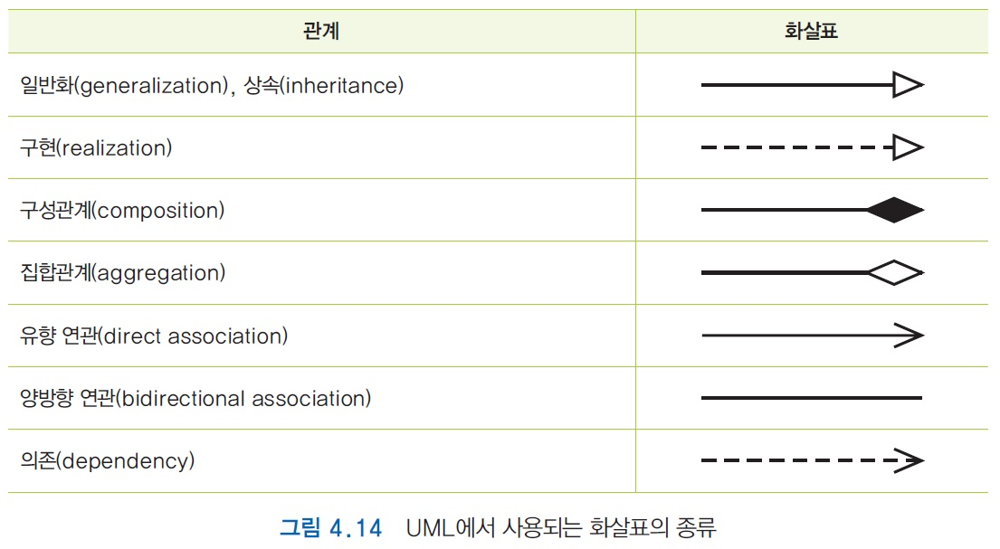 관계 화살표
일반화(generalization), 상속(inheritance)
구현(realization)
구성관계(composition)
집합관계(aggregation)
유향 연관(direct association)
양방향 연관(bidirectional association)
의존(dependency)
그림 4.14 UML에서 사용되는 화살표의 종류